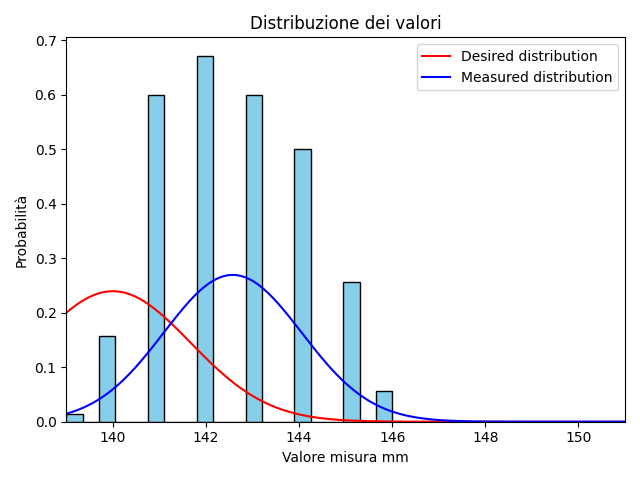 Distribuzione dei valori
Desired distribution
Measured distribution
Probabilità
0.7
0.6
0.5
0.4
0.3
0.2
0.1
0.0
140 142 144 146 148 150
Valore misura mm